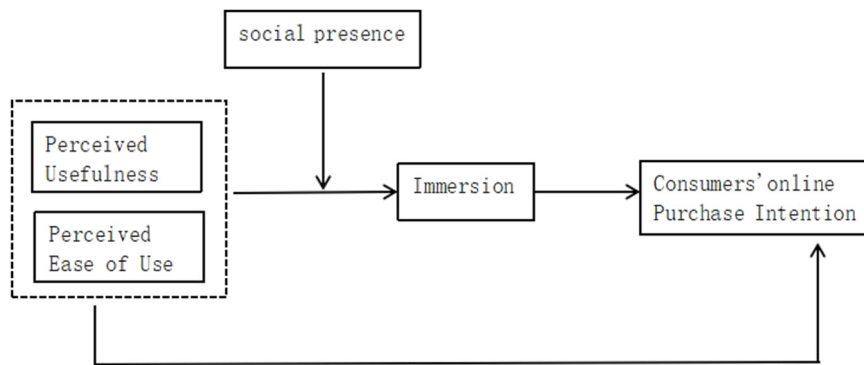 social presence
Perceived
Usefulness
Perceived
Ease of Use
Immersion
Consumers'online
Purchase Intention